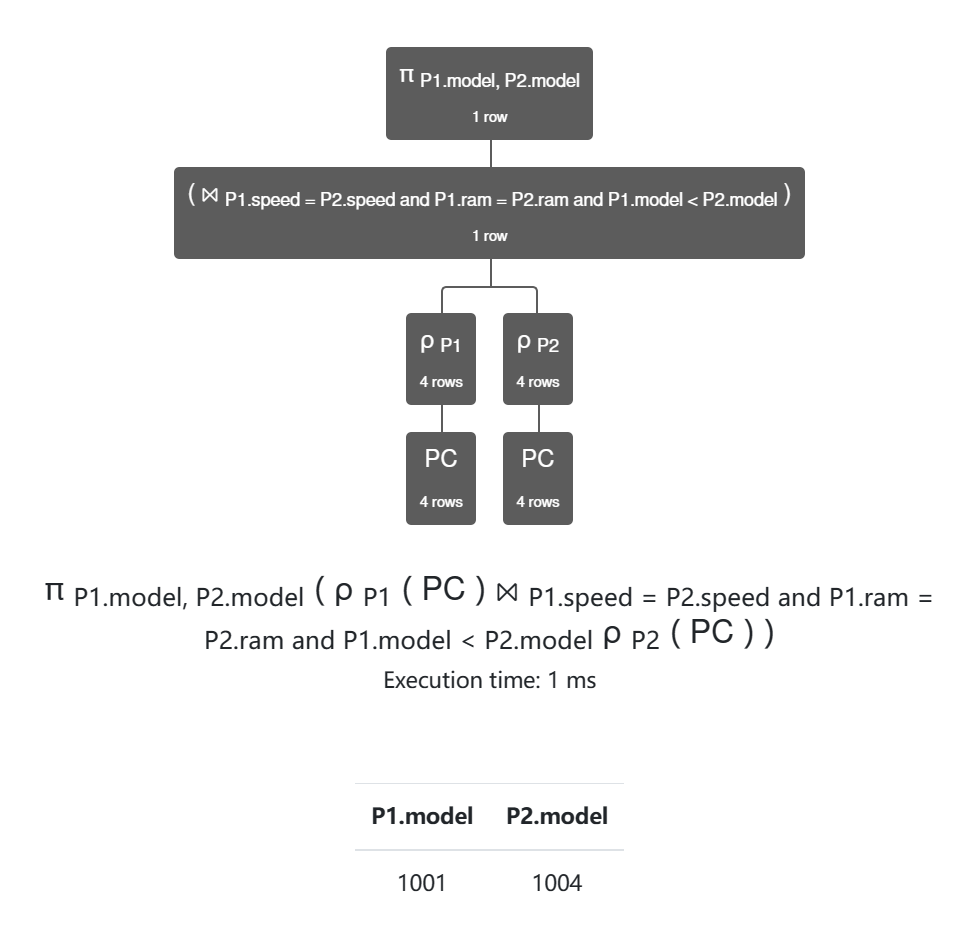 π P1.model, P2.model
1 row
( ⋈ P1.speed = P2.speed and P1.ram = P2.ram and P1.model < P2.model )
1 row
ρ P1
4 rows
ρ P2
4 rows
PC
4 rows
PC
4 rows
π P1.model, P2.model ( ρ P1 ( PC ) ⋈ P1.speed = P2.speed and P1.ram =
P2.ram and P1.model < P2.model ρ P2 ( PC ) )
Execution time: 1 ms
P1.model P2.model
1001 1004